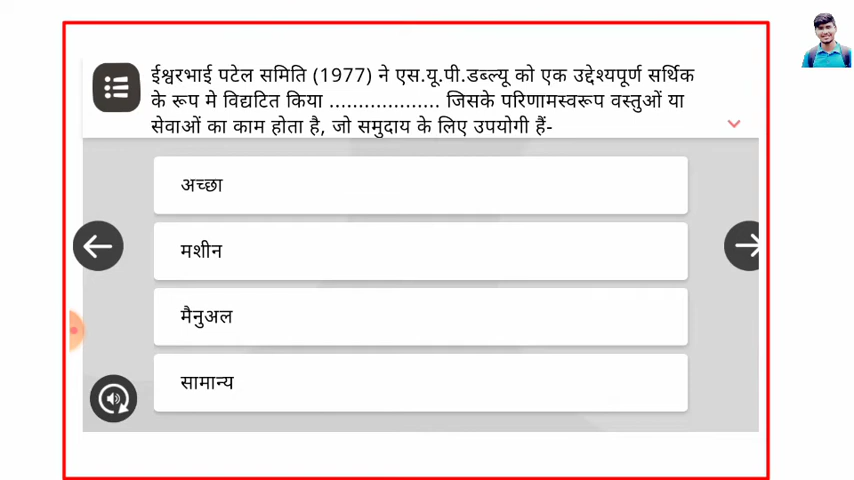 ईश्वरभाई पटेल समिति (1977) ने एस.यू.पी.डब्ल्यू को एक उद्देश्यपूर्ण सर्थिक
के रूप मे विद्यटित किया ................... जिसके परिणामस्वरूप वस्तुओं या
सेवाओं का काम होता है, जो समुदाय के लिए उपयोगी हैं-
अच्छा
मशीन
मैनुअल
सामान्य